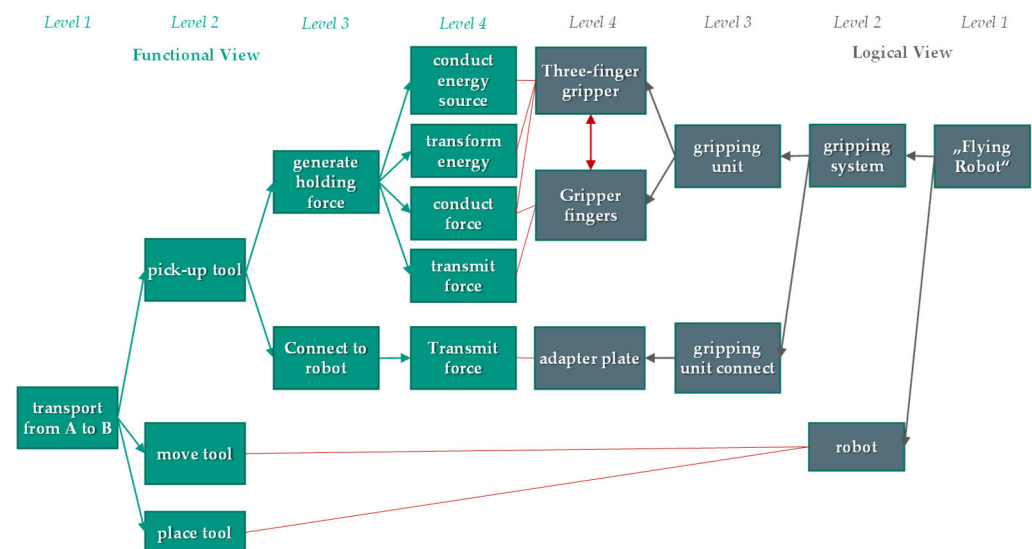 Level 1
Level 2
Level 3
Level 4
Level 4
Level 3
Level 2
Level 1
Functional View
Logical View
conduct
energy
source
Three-finger
gripper
transform
energy
generate
holding
force
gripping
unit
gripping
system
„Flying
Robot“
conduct
force
Gripper
fingers
pick-up tool
transmit
force
Connect to
robot
Transmit
force
adapter plate
gripping
unit connect
transport
from A to B
move tool
robot
place tool